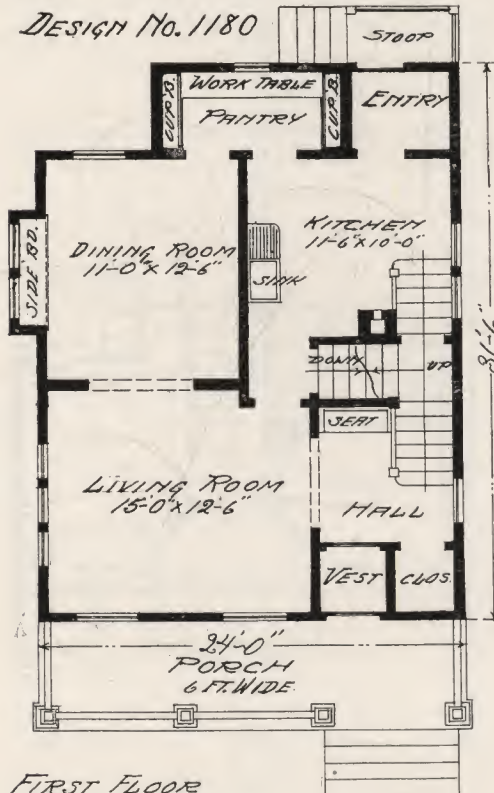 DESIGN No. 1180
STOOP
CUP'B.
WORK TABLE
CUP'B.
PANTRY
ENTRY
SIDE BD.
DINING ROOM
11'-0" X 12'-6"
KITCHEN
11'-6" X 10'-0"
SINK
31'-6"
DOWN
UP
SEAT
LIVING ROOM
15'-0" X 12'-6"
HALL
VEST
CLOS.
24'-0"
PORCH
6 FT. WIDE.
FIRST FLOOR